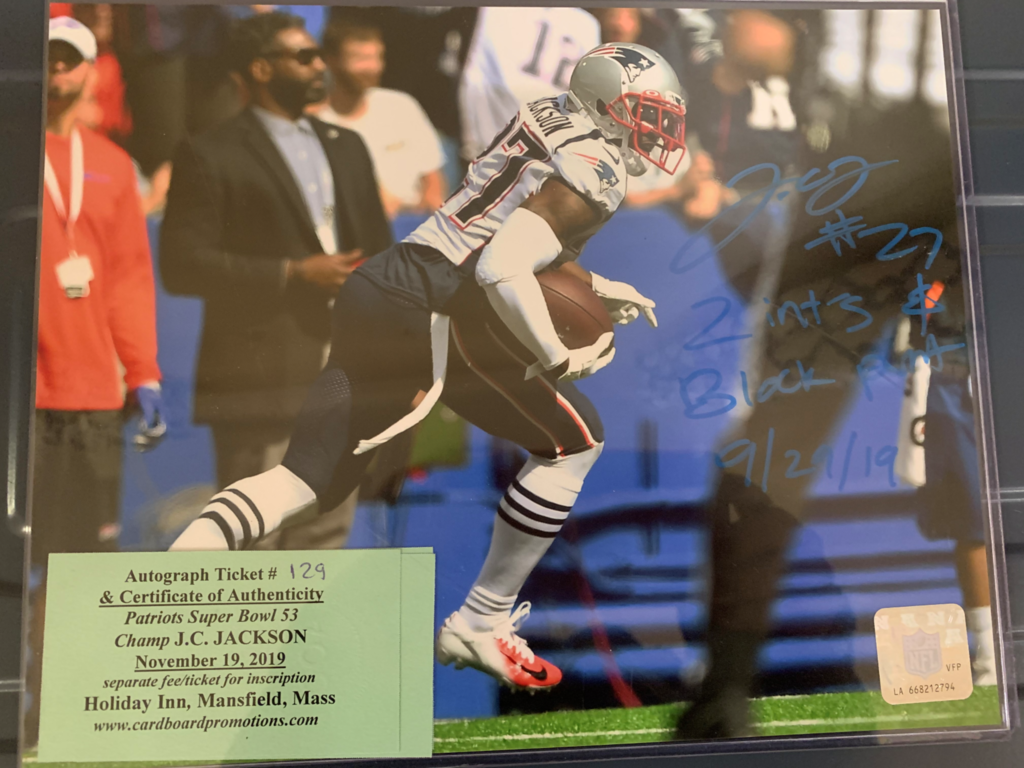 12
JACKSON
27
J.C. J
#27
2 ints &
Block punt
9/29/19
Autograph Ticket # 129
& Certificate of Authenticity
Patriots Super Bowl 53
Champ J.C. JACKSON
November 19, 2019
separate fee/ticket for inscription
Holiday Inn, Mansfield, Mass
www.cardboardpromotions.com
NFL
VFP
LA 668212794